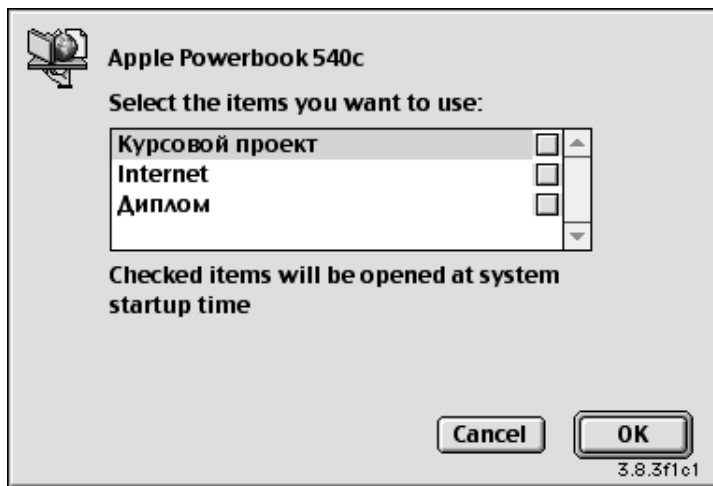 Apple Powerbook 540c
Select the items you want to use:
Курсовой проект
Internet
Диплом
Checked items will be opened at system
startup time
Cancel
OK
3.8.3f1c1